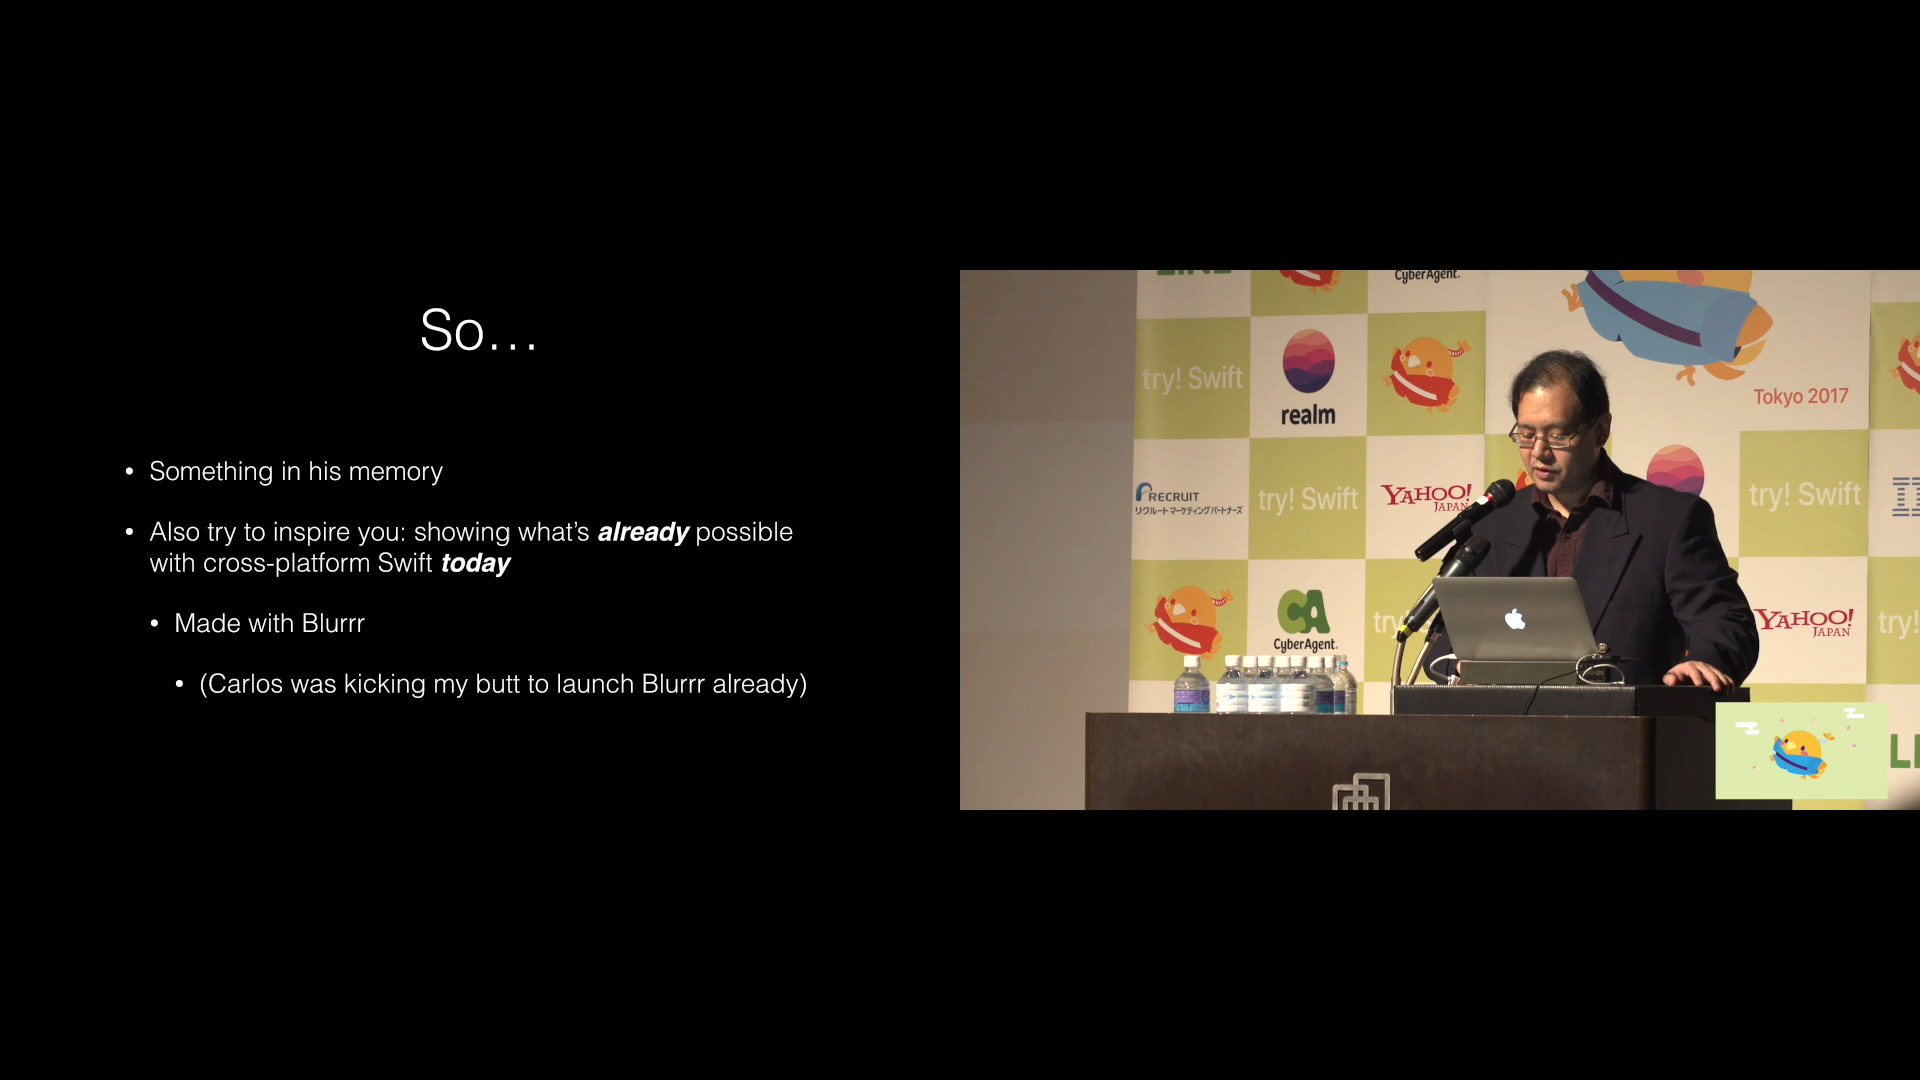 So...
• Something in his memory
• Also try to inspire you: showing what's already possible
with cross-platform Swift today
• Made with Blurrr
• (Carlos was kicking my butt to launch Blurrr already)
LINE
CyberAgent.
try! Swift
realm
Tokyo 2017
RECRUIT
リクルート マーケティングパートナーズ
try! Swift
YAHOO!
JAPAN
try! Swift
CA
CyberAgent.
try
YAHOO!
JAPAN
try!